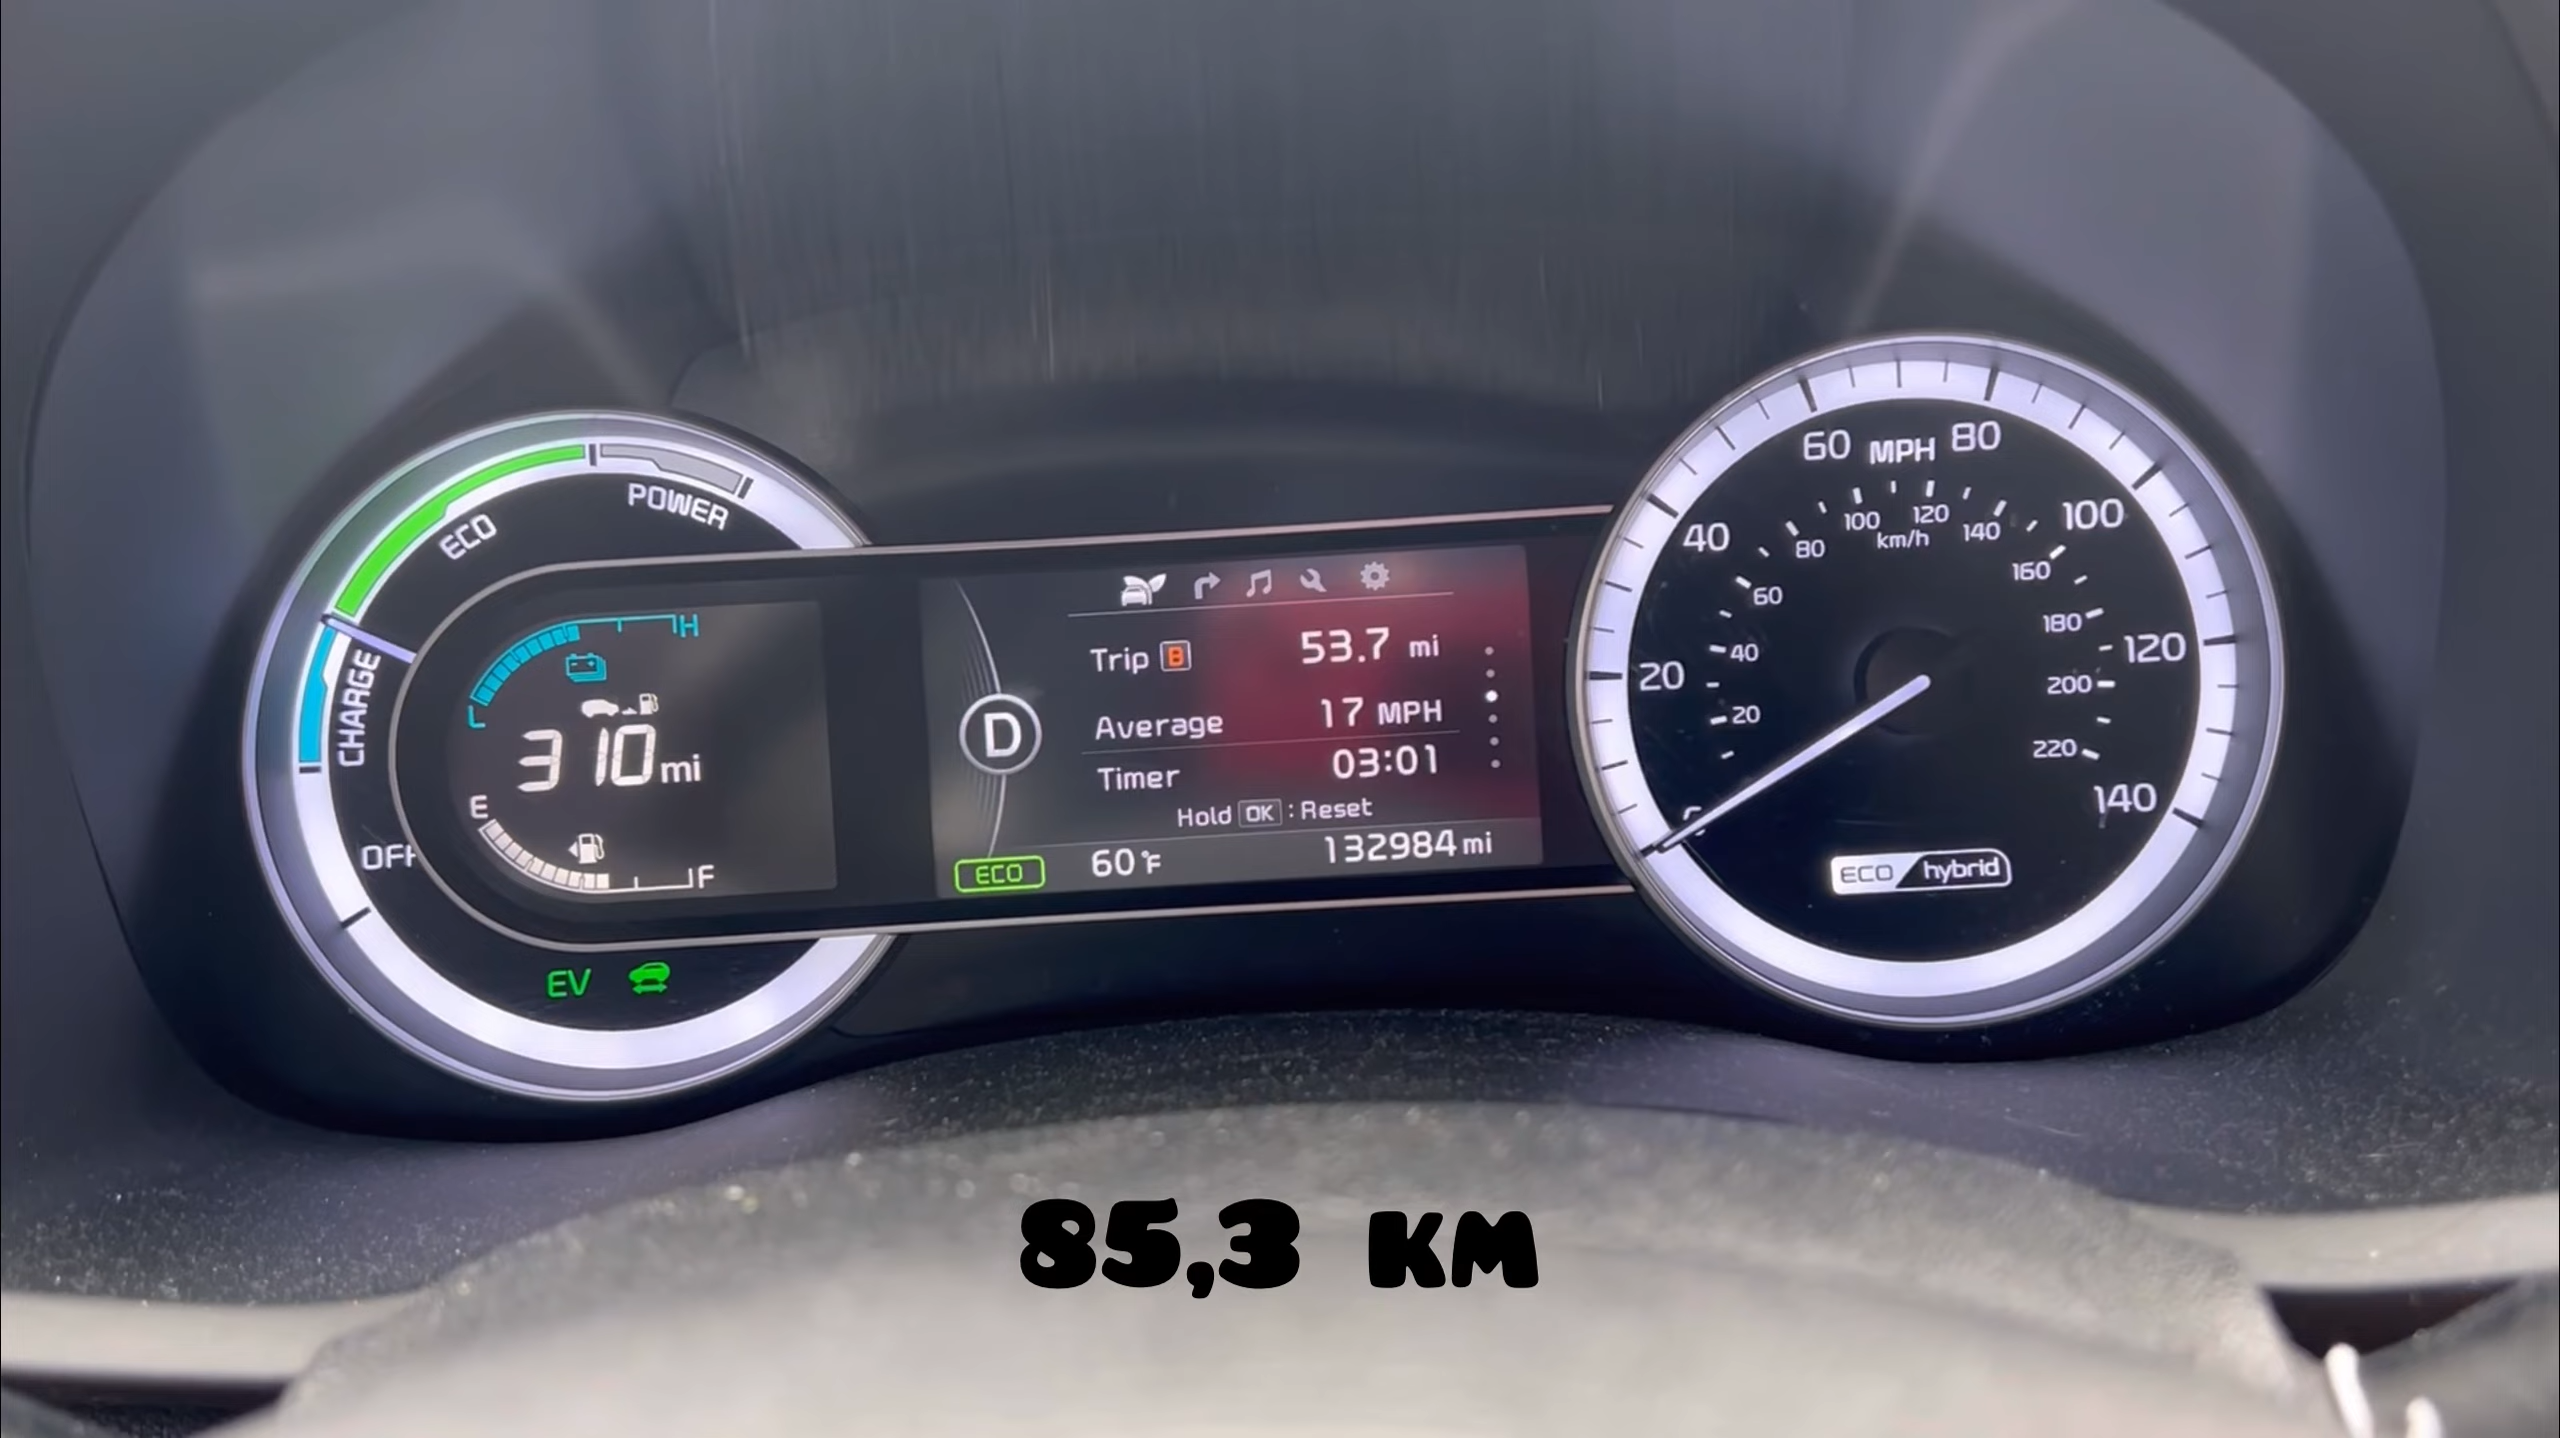 POWER
ECO
CHARGE
OFF
H
L
310 mi
E
F
EV
Trip B 53.7 mi
Average 17 MPH
Timer 03:01
Hold OK : Reset
D
ECO 60°F 132984 mi
60 MPH 80
40 100
20 120
140
100 120
80 km/h 140
60 160
40 180
20 200
220
ECO hybrid
85,3 KM